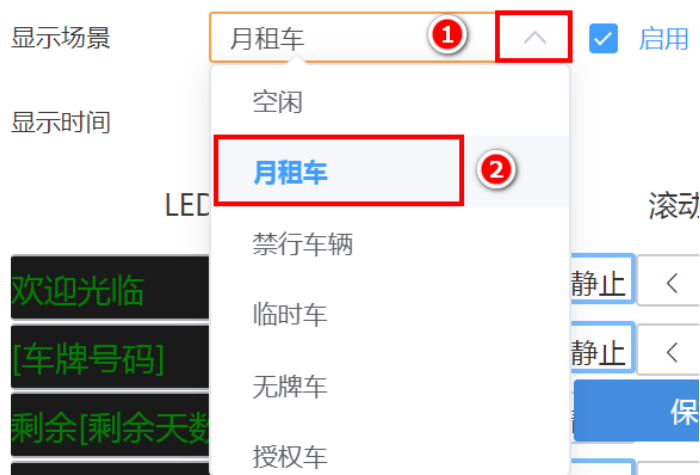 显示场景
月租车
1
启用
空闲
显示时间
月租车
2
LED
滚动
禁行车辆
欢迎光临
静止
临时车
[车牌号码]
静止
无牌车
剩余[剩余天数
保
授权车